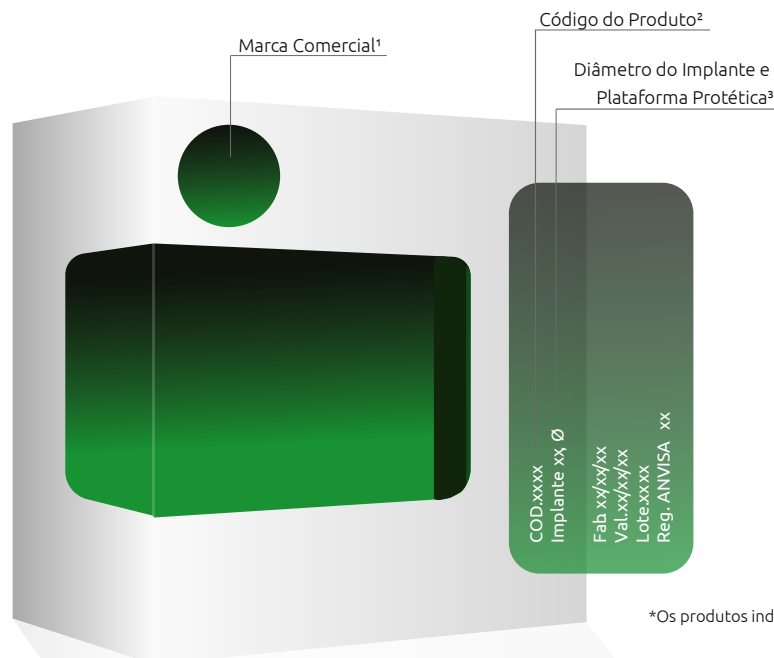 Código do Produto²
Marca Comercial¹
Diâmetro do Implante e
Plataforma Protética³
COD.xxxx
Implante xx, Ø
Fab xx/xx/xx
Val.xx/xx/xx
Lote.xxxx
Reg. ANVISA xx
*Os produtos ind